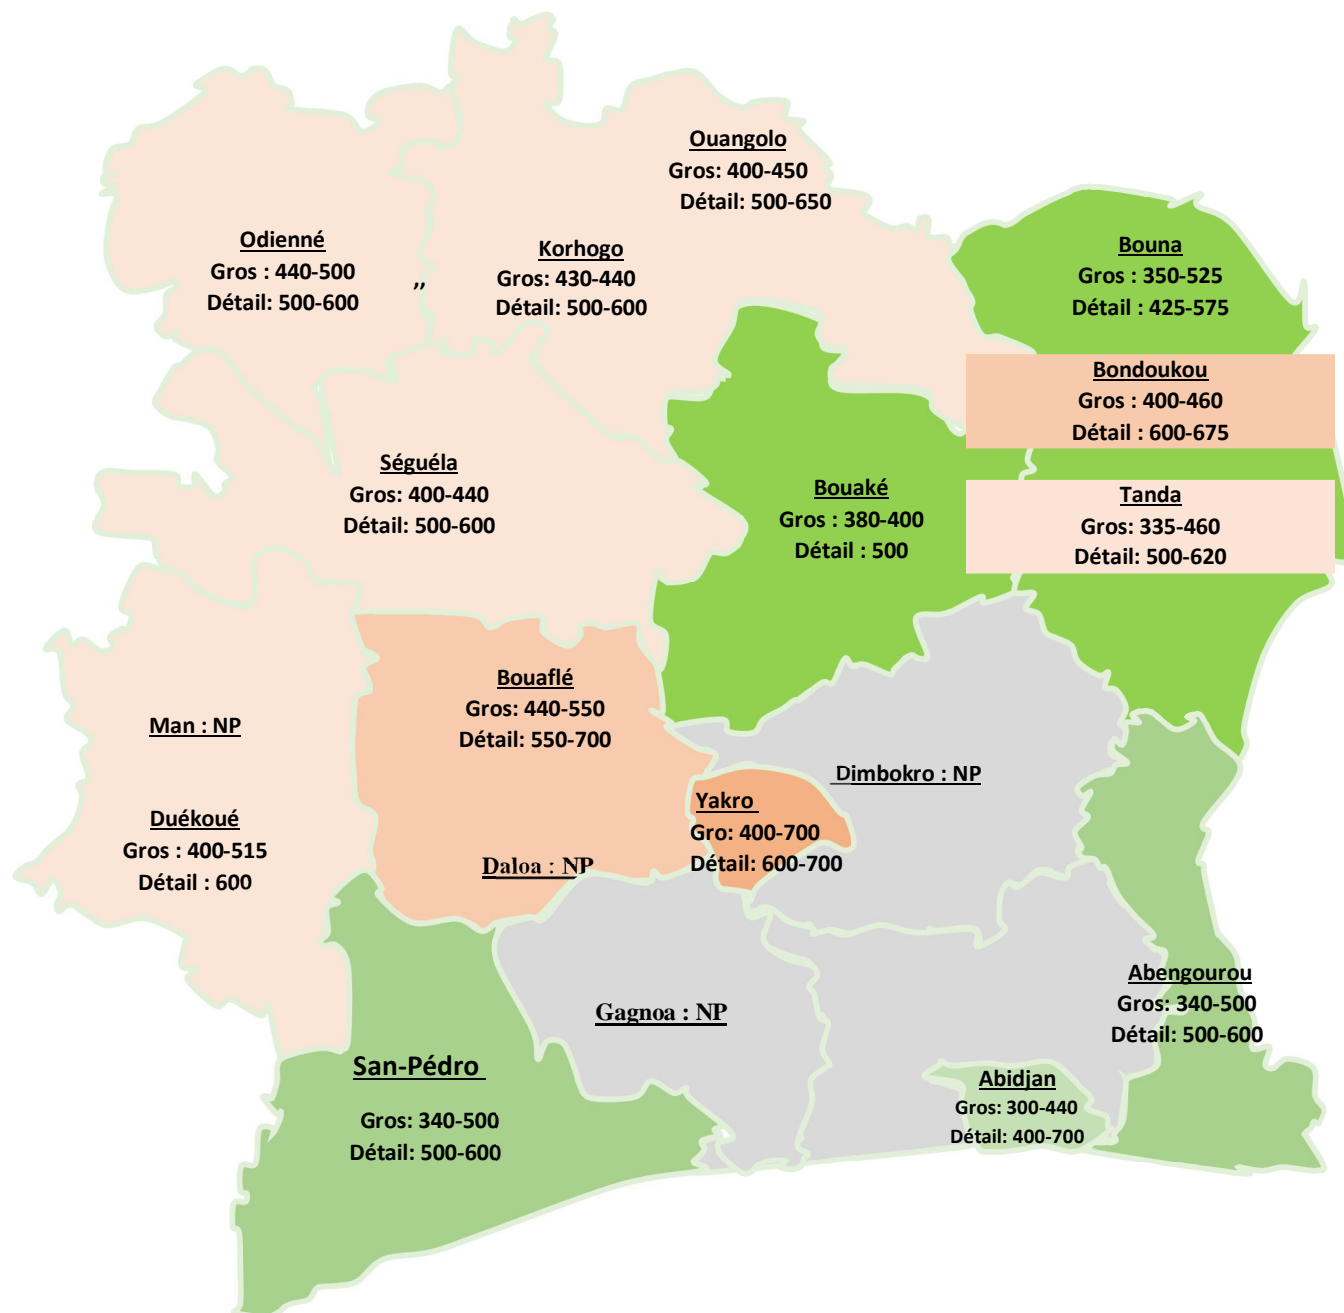 Ouangolo
Gros: 400-450
Détail: 500-650
Odienné
Gros : 440-500
Détail: 500-600
,,
Korhogo
Gros: 430-440
Détail: 500-600
Bouna
Gros : 350-525
Détail : 425-575
Bondoukou
Gros : 400-460
Détail : 600-675
Séguéla
Gros: 400-440
Détail: 500-600
Bouaké
Gros : 380-400
Détail : 500
Tanda
Gros: 335-460
Détail: 500-620
Bouaflé
Gros: 440-550
Détail: 550-700
Man : NP
Dimbokro : NP
Yakro
Gro: 400-700
Détail: 600-700
Duékoué
Gros : 400-515
Détail : 600
Daloa : NP
Gagnoa : NP
Abengourou
Gros: 340-500
Détail: 500-600
San-Pédro
Gros: 340-500
Détail: 500-600
Abidjan
Gros: 300-440
Détail: 400-700